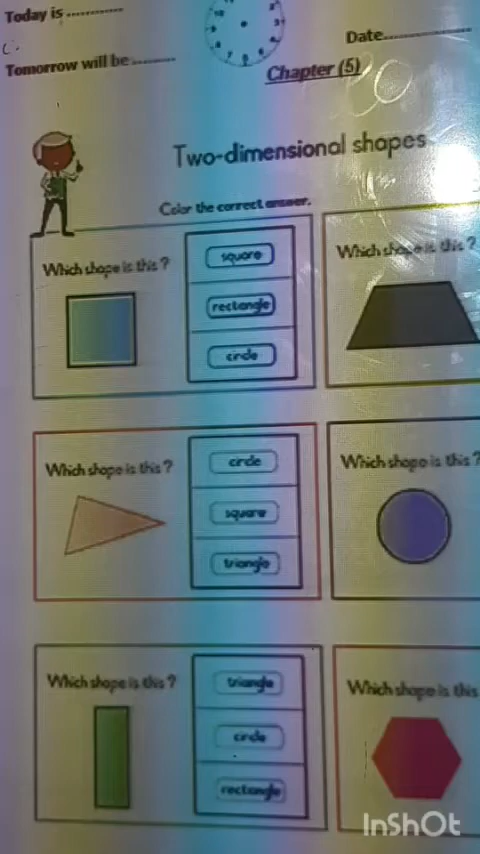 Today is ............
Date....................
Tomorrow will be .........
Chapter (5)
Two-dimensional shapes
Color the correct answer.
Which shape is this ?
square
rectangle
circle
Which shape is this ?
Which shape is this ?
circle
square
triangle
Which shape is this ?
Which shape is this ?
triangle
circle
rectangle
Which shape is this
InShOt